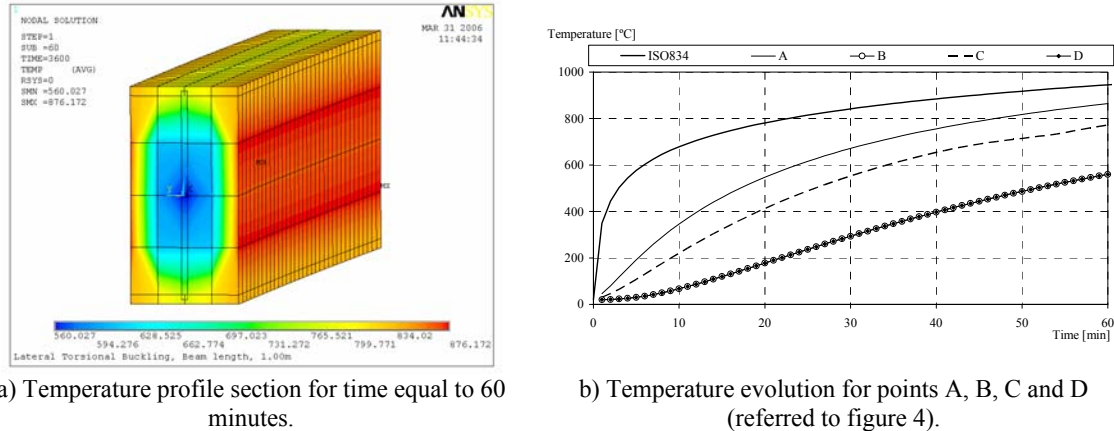 1
NODAL SOLUTION
STEP=1
SUB =60
TIME=3600
TEMP (AVG)
RSYS=0
SMN =560.027
SMX =876.172
ANSYS
MAR 31 2006
11:44:34
MX
560.027 628.525 697.023 765.521 834.02
594.276 662.774 731.272 799.771 876.172
Lateral Torsional Buckling, Beam length, 1.00m
a) Temperature profile section for time equal to 60
minutes.
Temperature [ºC]
ISO834 A B C D
1000
800
600
400
200
0
0 10 20 30 40 50 60
Time [min]
b) Temperature evolution for points A, B, C and D
(referred to figure 4).